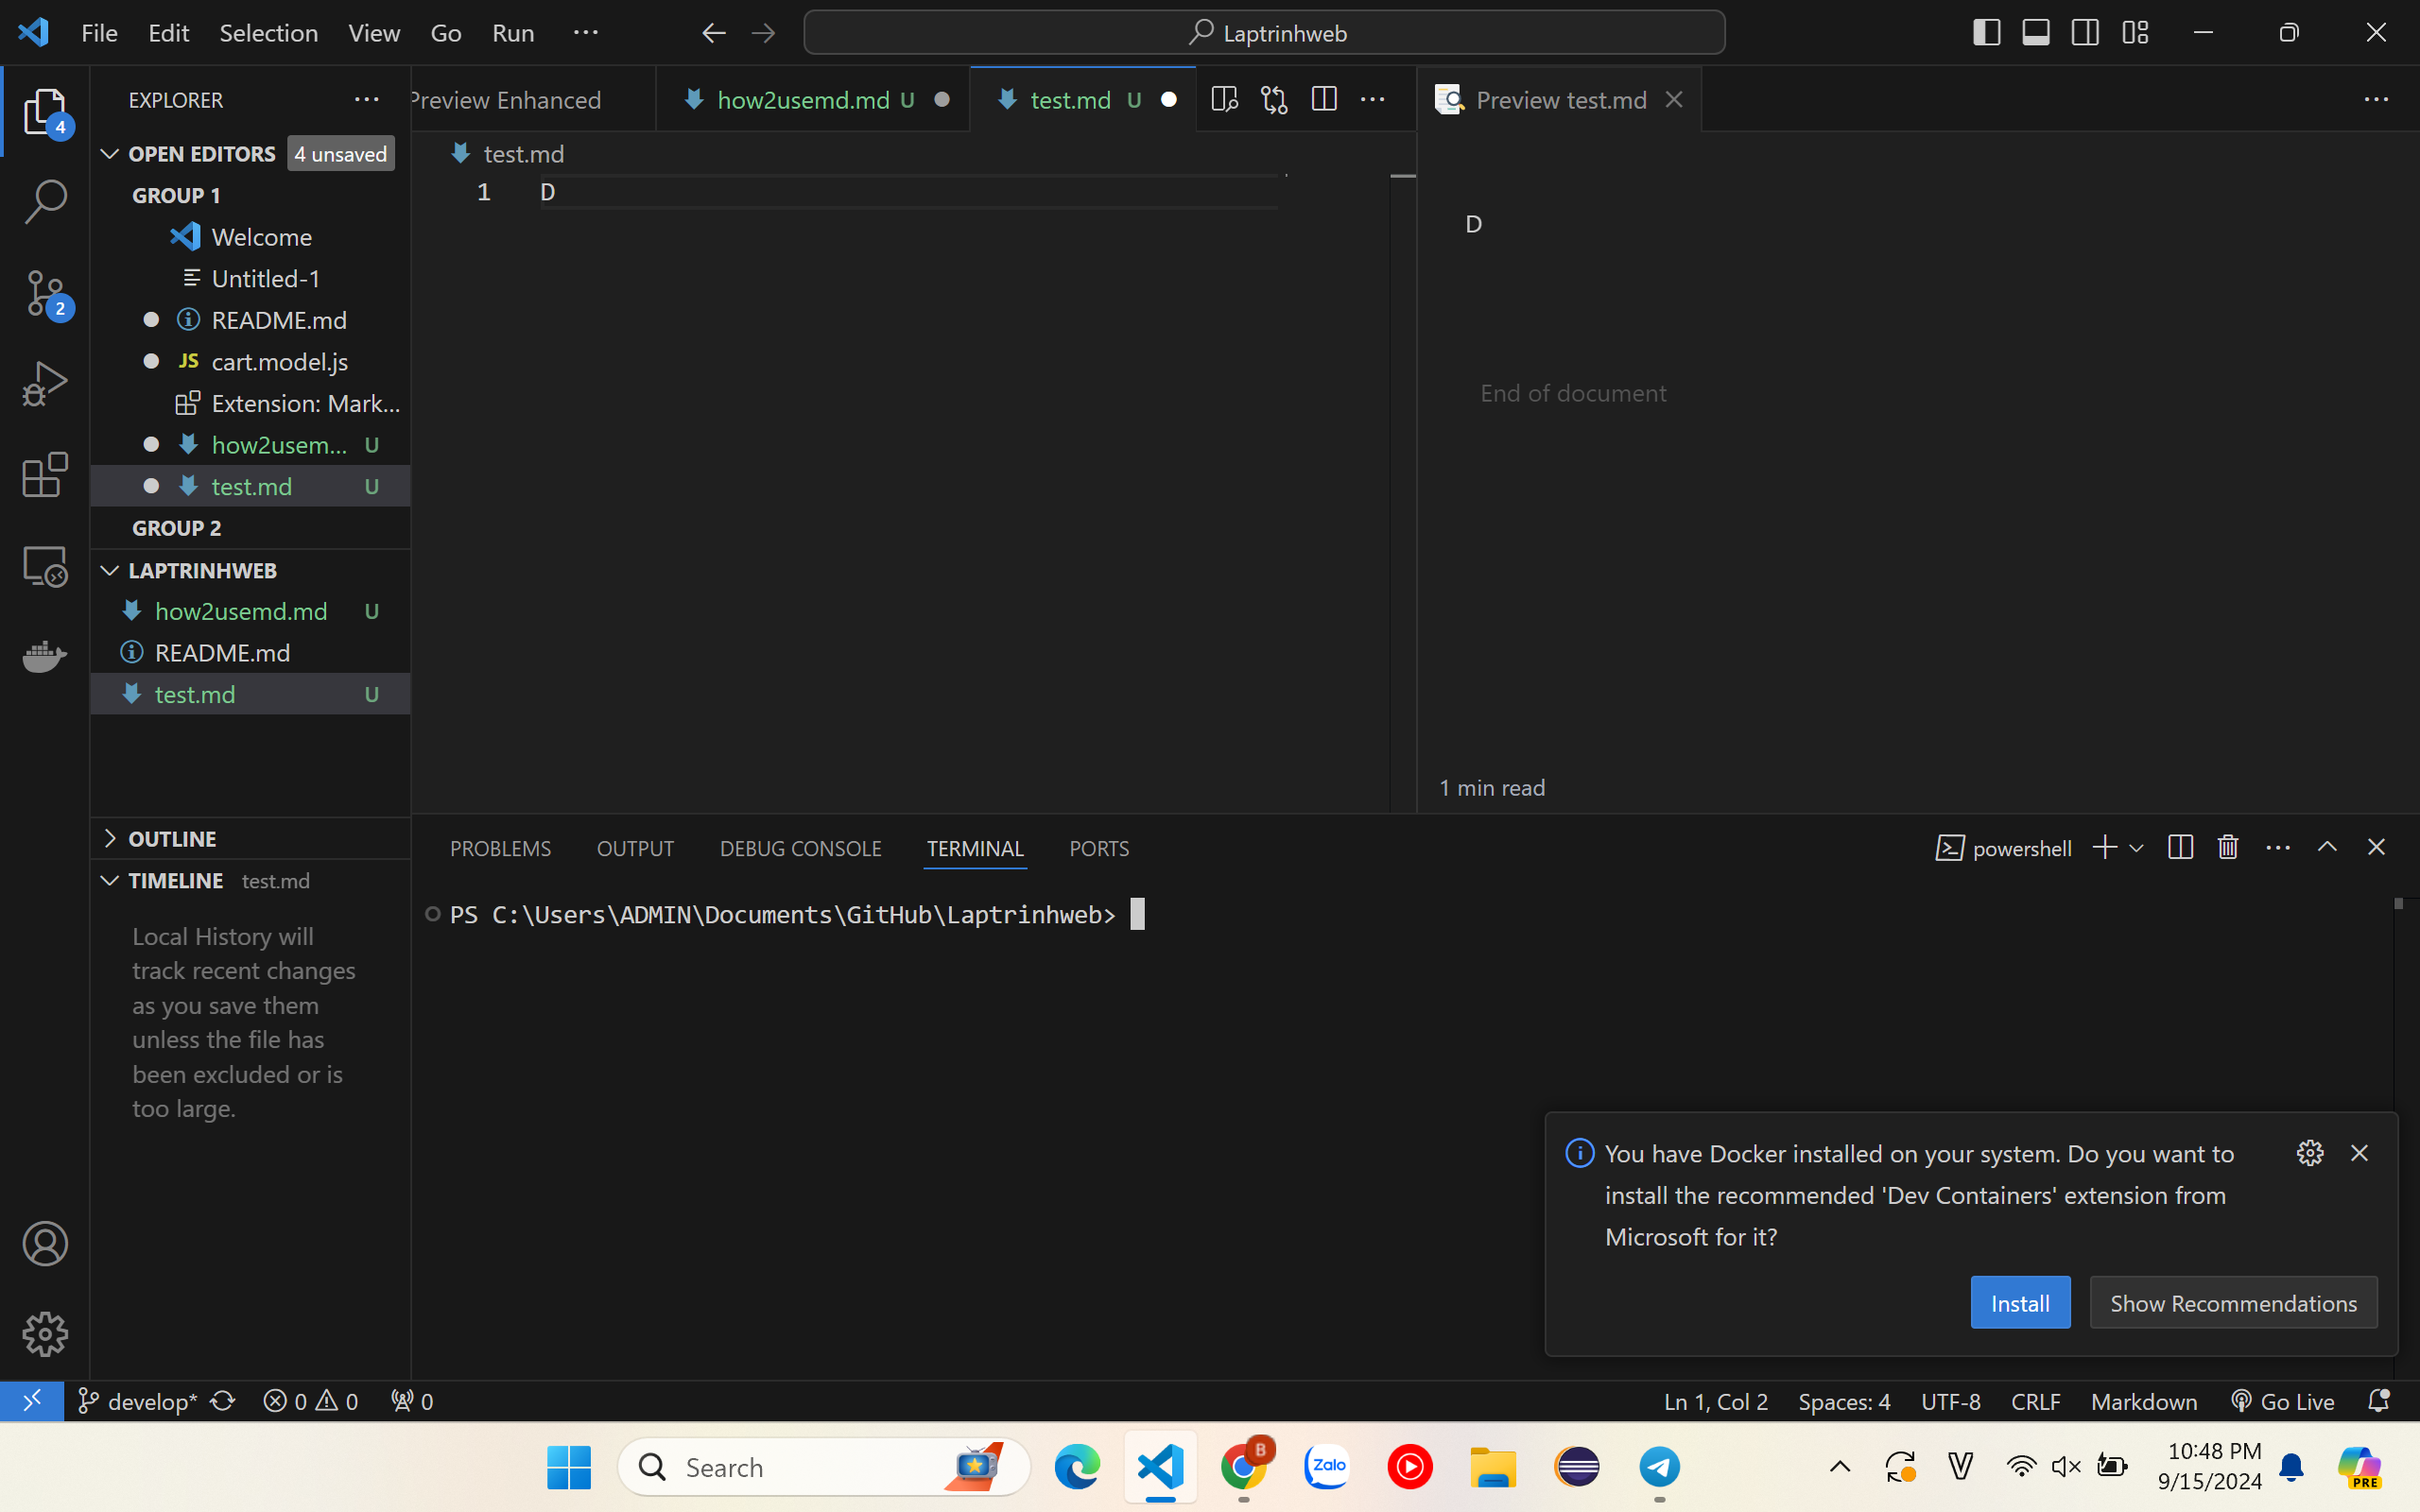 File Edit Selection View Go Run ···
Laptrinhweb
EXPLORER
OPEN EDITORS 4 unsaved
GROUP 1
Welcome
Untitled-1
README.md
JS cart.model.js
Extension: Mark...
how2usem... U
test.md U
GROUP 2
LAPTRINHWEB
how2usemd.md U
README.md
test.md U
OUTLINE
TIMELINE test.md
Local History will
track recent changes
as you save them
unless the file has
been excluded or is
too large.
4
2
Preview Enhanced
how2usemd.md U
test.md U
test.md
1 D
Preview test.md
D
End of document
1 min read
PROBLEMS OUTPUT DEBUG CONSOLE TERMINAL PORTS
powershell
PS C:\Users\ADMIN\Documents\GitHub\Laptrinhweb>
You have Docker installed on your system. Do you want to
install the recommended 'Dev Containers' extension from
Microsoft for it?
Install Show Recommendations
develop* 0 0 0
Ln 1, Col 2 Spaces: 4 UTF-8 CRLF Markdown Go Live
Search
B
Zalo
V
10:48 PM
9/15/2024
PRE